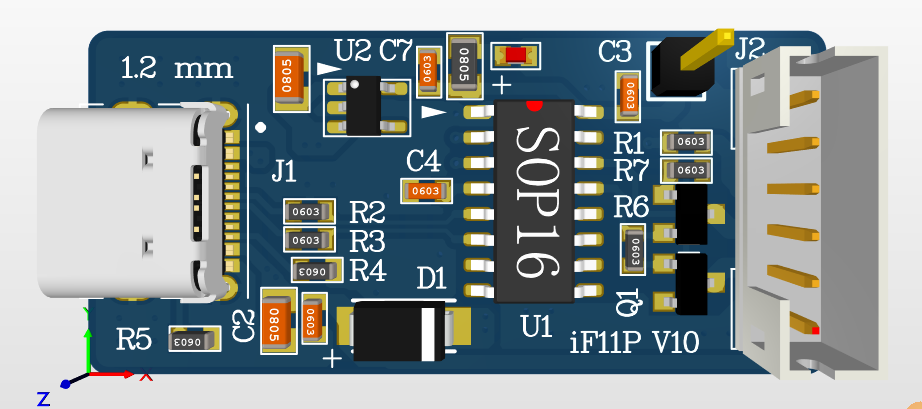 U2 C7
C3
J2
1.2 mm
0805
0603
0805
0603
+
J1
SOP16
R1
0603
R7
0603
C4
0603
R6
0603
R2
0603
R3
0603
R4
0603
D1
Q1
C2
0805
0603
R5
0603
+
U1
iF11P V10
Y
X
Z